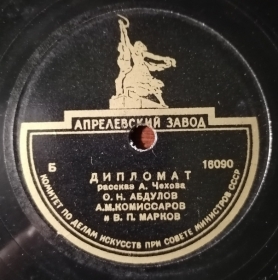 АПРЕЛЕВСКИЙ ЗАВОД
Б 16090
ДИПЛОМАТ
рассказ А. Чехова
О. Н. АБДУЛОВ
А.М.КОМИССАРОВ
и В. П. МАРКОВ
КОМИТЕТ ПО ДЕЛАМ ИСКУССТВ ПРИ СОВЕТЕ МИНИСТРОВ СССР